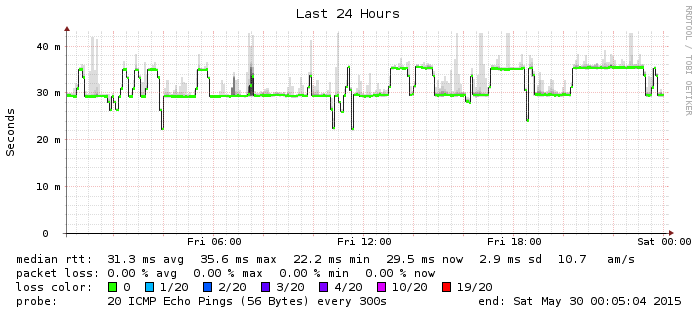 Last 24 Hours
RRDTOOL / TOBI OETIKER
Seconds
40 m
30 m
20 m
10 m
0
Fri 06:00 Fri 12:00 Fri 18:00 Sat 00:00
median rtt: 31.3 ms avg 35.6 ms max 22.2 ms min 29.5 ms now 2.9 ms sd 10.7 am/s
packet loss: 0.00 % avg 0.00 % max 0.00 % min 0.00 % now
loss color: 0 1/20 2/20 3/20 4/20 10/20 19/20
probe: 20 ICMP Echo Pings (56 Bytes) every 300s end: Sat May 30 00:05:04 2015